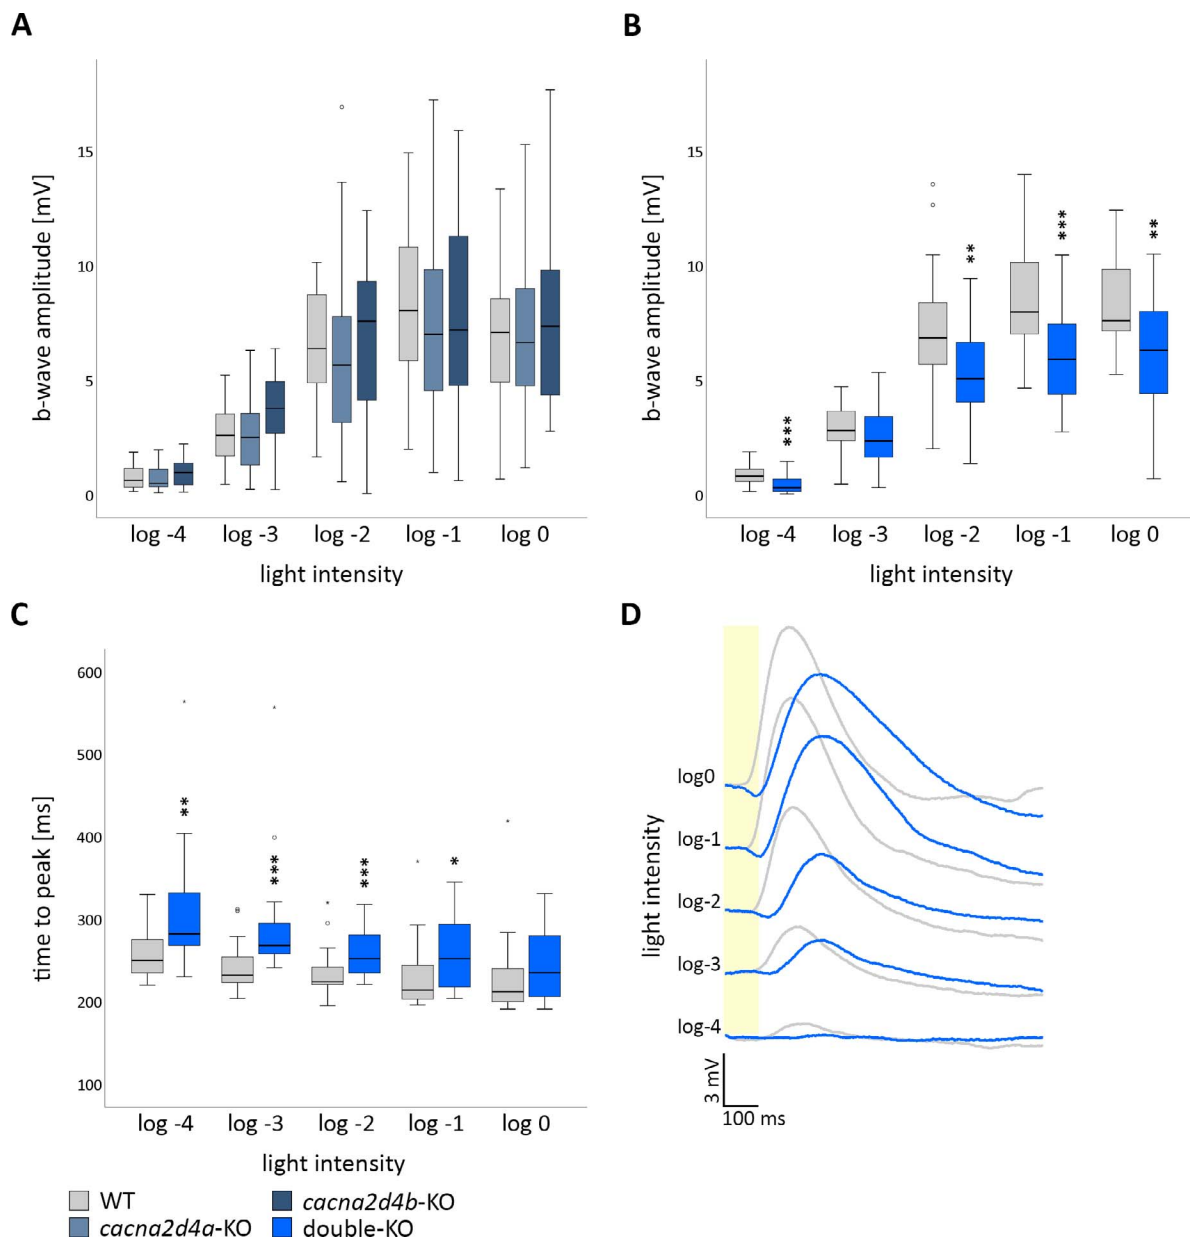 A
b-wave amplitude [mV]
15
10
5
0
log -4 log -3 log -2 log -1 log 0
light intensity
B
b-wave amplitude [mV]
15
10
5
0
***
**
***
**
log -4 log -3 log -2 log -1 log 0
light intensity
C
time to peak [ms]
600
500
400
300
200
100
**
***
***
*
log -4 log -3 log -2 log -1 log 0
light intensity
D
light intensity
log0
log-1
log-2
log-3
log-4
3 mV
100 ms
WT
cacna2d4a-KO
cacna2d4b-KO
double-KO